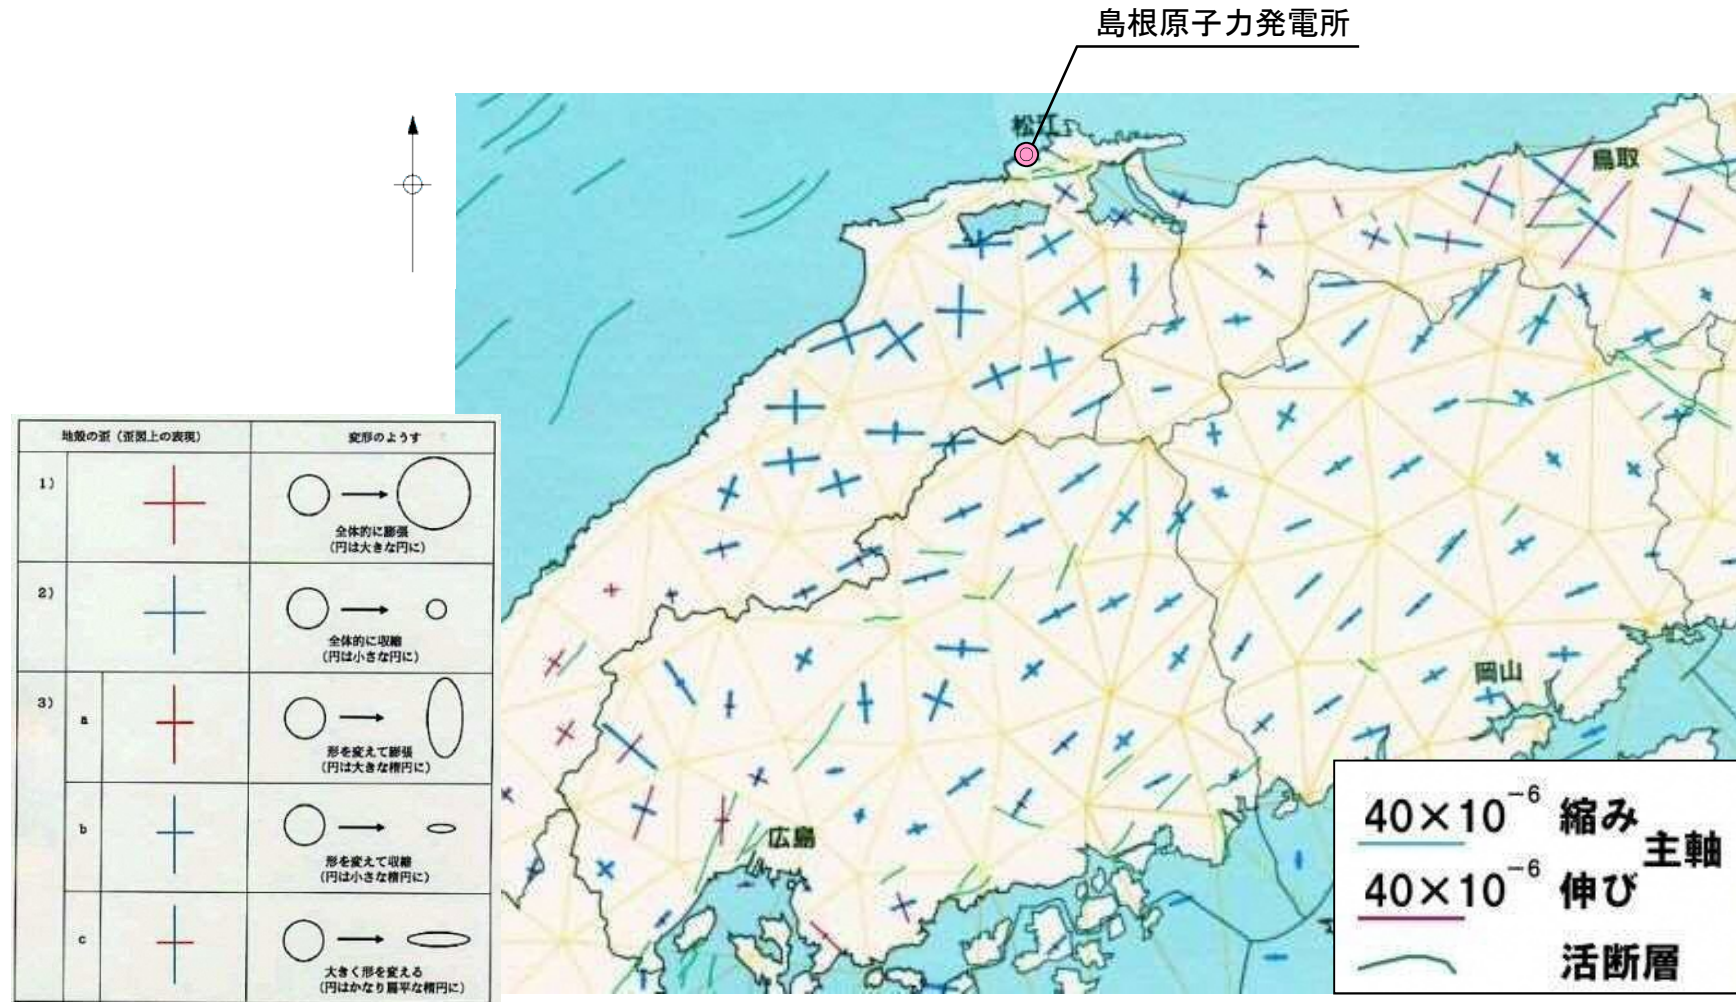 島根原子力発電所
松江
鳥取
岡山
広島
地殻の歪（歪図上の表現）
変形のようす
1)
全体的に膨張
（円は大きな円に）
2)
全体的に収縮
（円は小さな円に）
3)
a
形を変えて膨張
（円は大きな楕円に）
b
形を変えて収縮
（円は小さな楕円に）
c
大きく形を変える
（円はかなり扁平な楕円に）
40×10⁻⁶ 縮み
主軸
40×10⁻⁶ 伸び
活断層